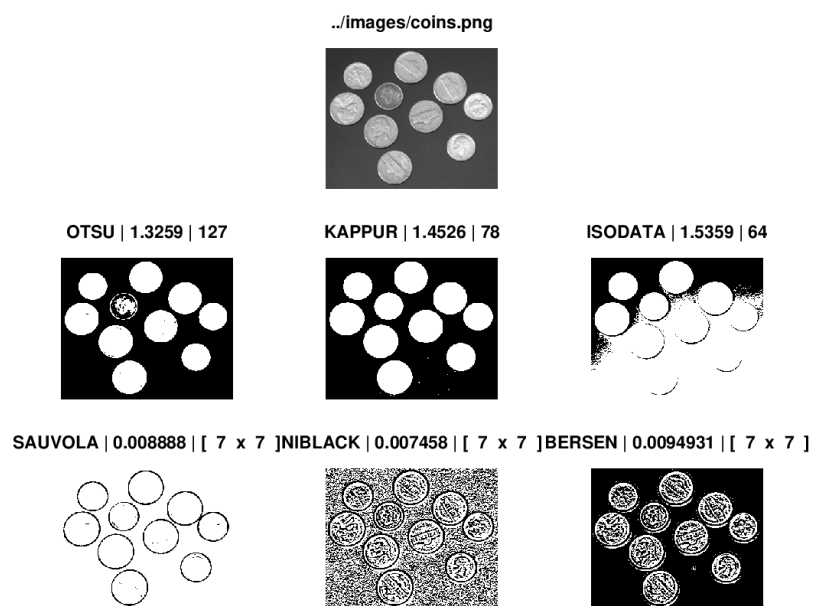 ../images/coins.png
OTSU | 1.3259 | 127
KAPPUR | 1.4526 | 78
ISODATA | 1.5359 | 64
SAUVOLA | 0.008888 | [ 7 x 7 ]
NIBLACK | 0.007458 | [ 7 x 7 ]
BERSEN | 0.0094931 | [ 7 x 7 ]